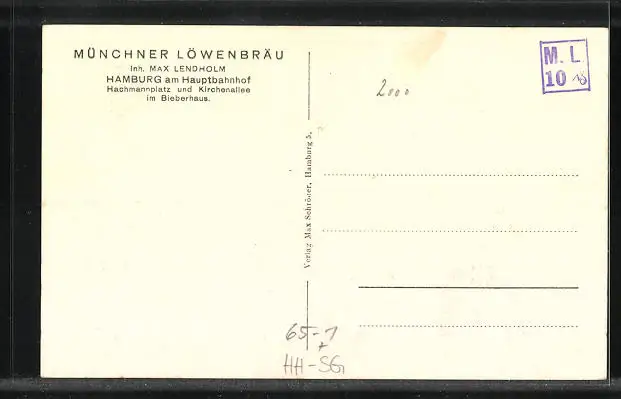 MÜNCHNER LÖWENBRÄU
Inh. MAX LENDHOLM
HAMBURG am Hauptbahnhof
Hachmannplatz und Kirchenallee
im Bieberhaus.
Verlag Max Schröder, Hamburg 5.
2000
M. L.
10
65-1
+
HH-SG